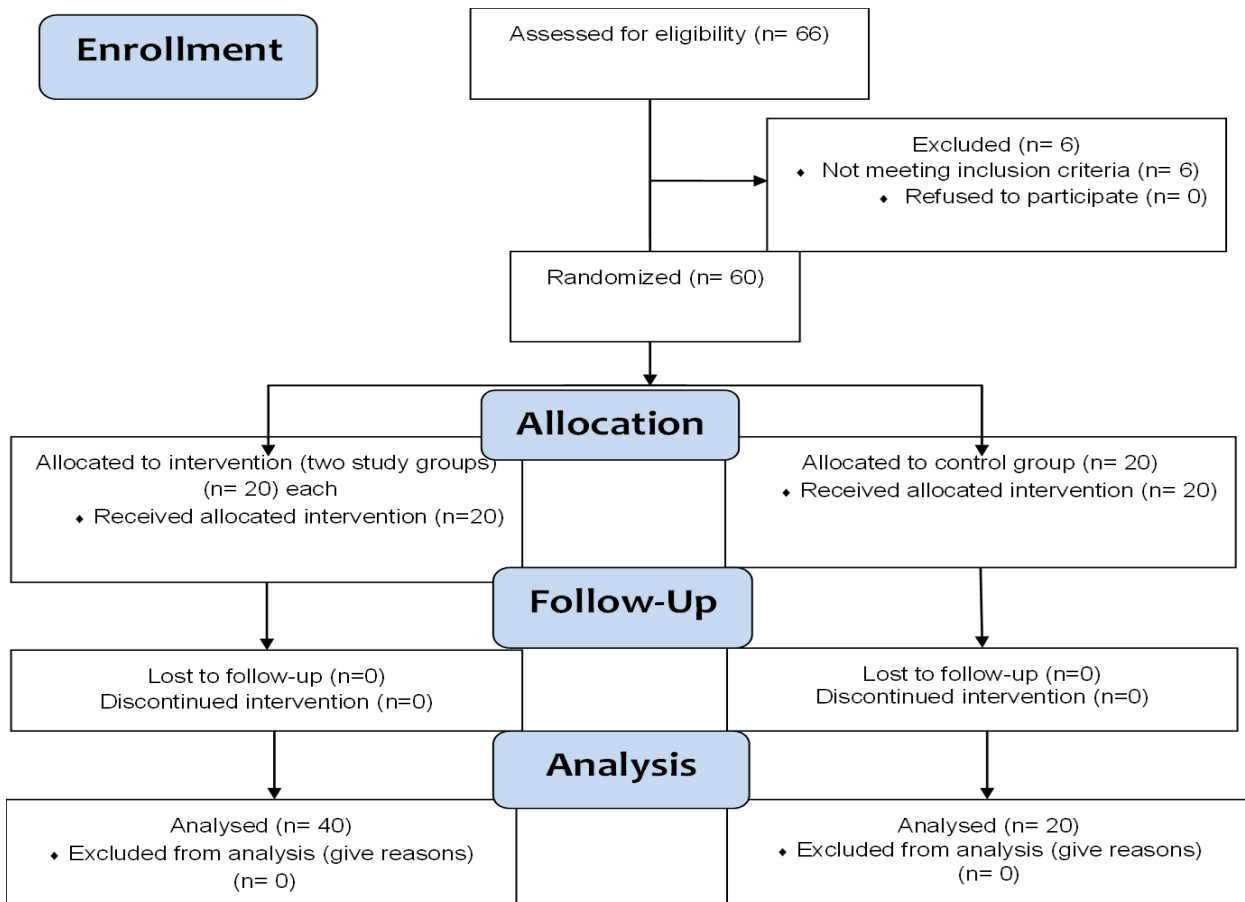 Enrollment
Assessed for eligibility (n= 66)
Excluded (n= 6)
⬧ Not meeting inclusion criteria (n= 6)
⬧ Refused to participate (n= 0)
Randomized (n= 60)
Allocation
Allocated to intervention (two study groups)
(n= 20) each
⬧ Received allocated intervention (n=20)
Allocated to control group (n= 20)
⬧ Received allocated intervention (n= 20)
Follow-Up
Lost to follow-up (n=0)
Discontinued intervention (n=0)
Lost to follow-up (n=0)
Discontinued intervention (n=0)
Analysis
Analysed (n= 40)
⬧ Excluded from analysis (give reasons)
(n= 0)
Analysed (n= 20)
⬧ Excluded from analysis (give reasons)
(n= 0)